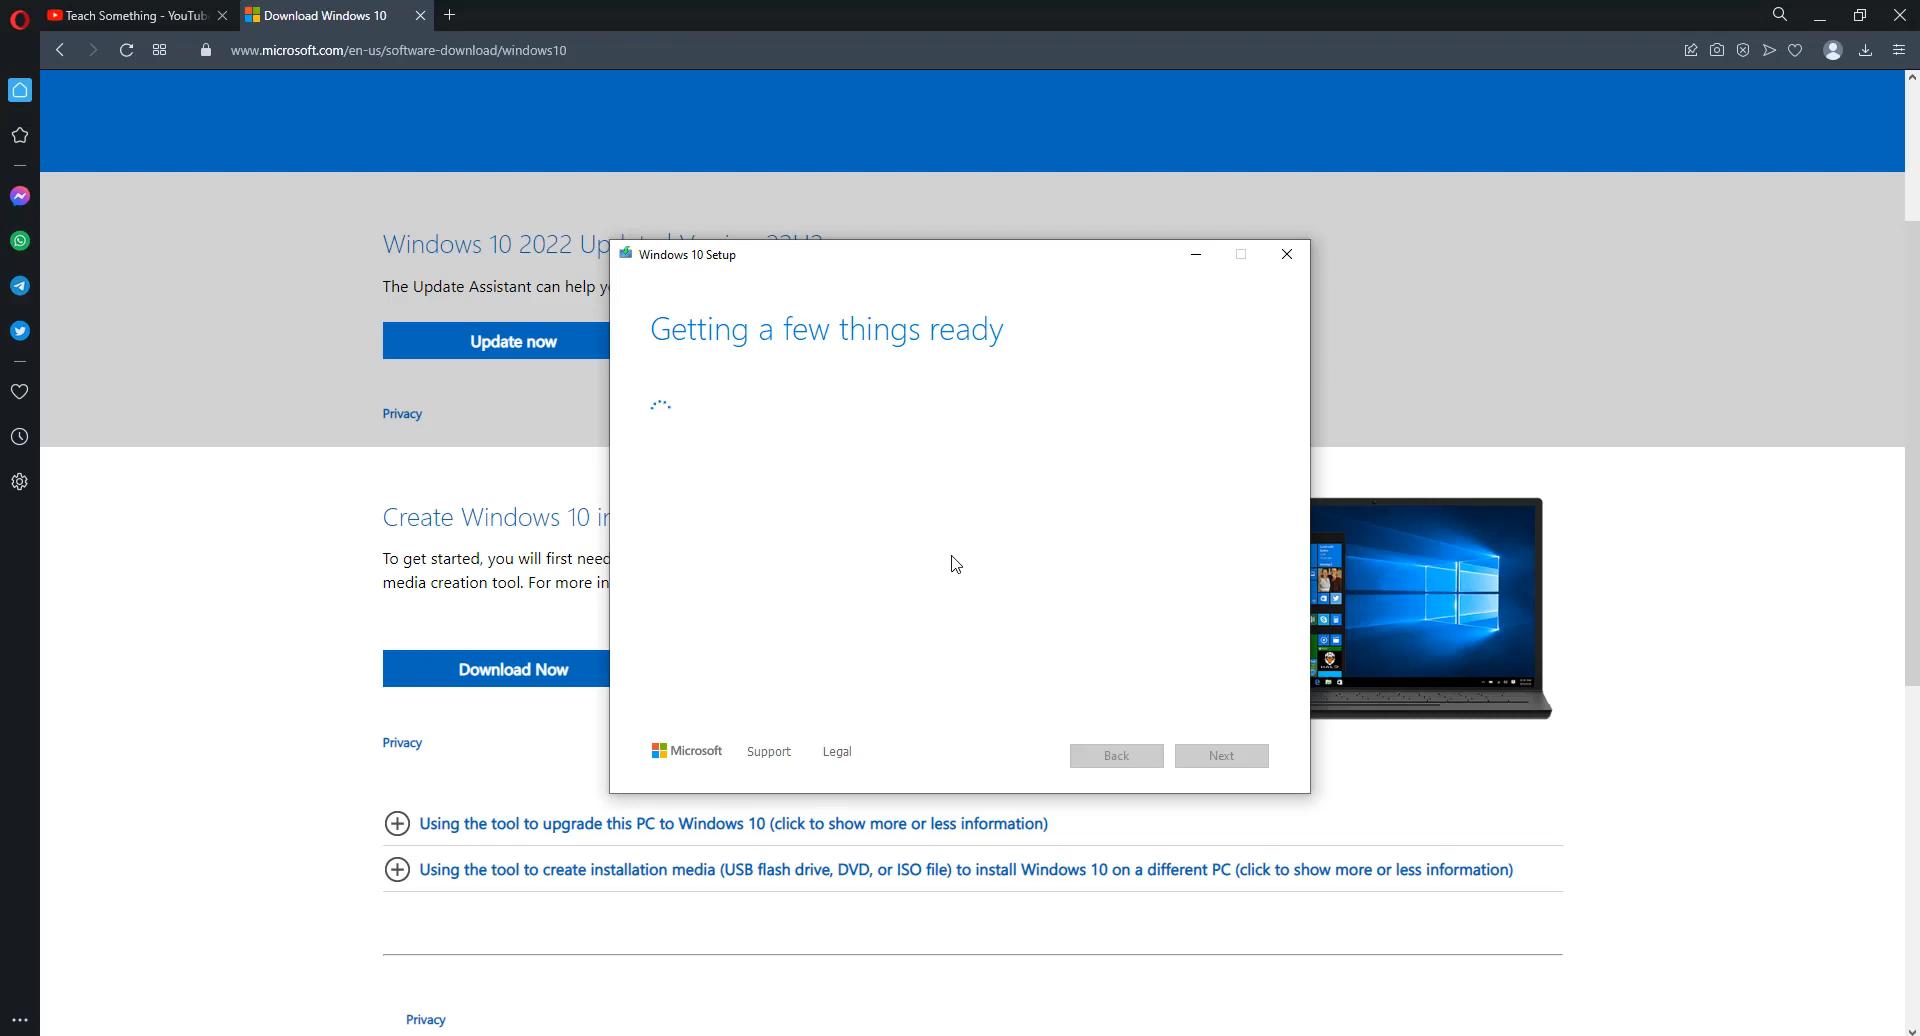 Teach Something - YouTub
Download Windows 10
www.microsoft.com/en-us/software-download/windows10
Windows 10 2022 Up
Windows 10 Setup
The Update Assistant can help y
Getting a few things ready
Update now
Privacy
Create Windows 10 i
To get started, you will first need
media creation tool. For more in
Download Now
Privacy
Microsoft Support Legal
Back Next
Using the tool to upgrade this PC to Windows 10 (click to show more or less information)
Using the tool to create installation media (USB flash drive, DVD, or ISO file) to install Windows 10 on a different PC (click to show more or less information)
Privacy